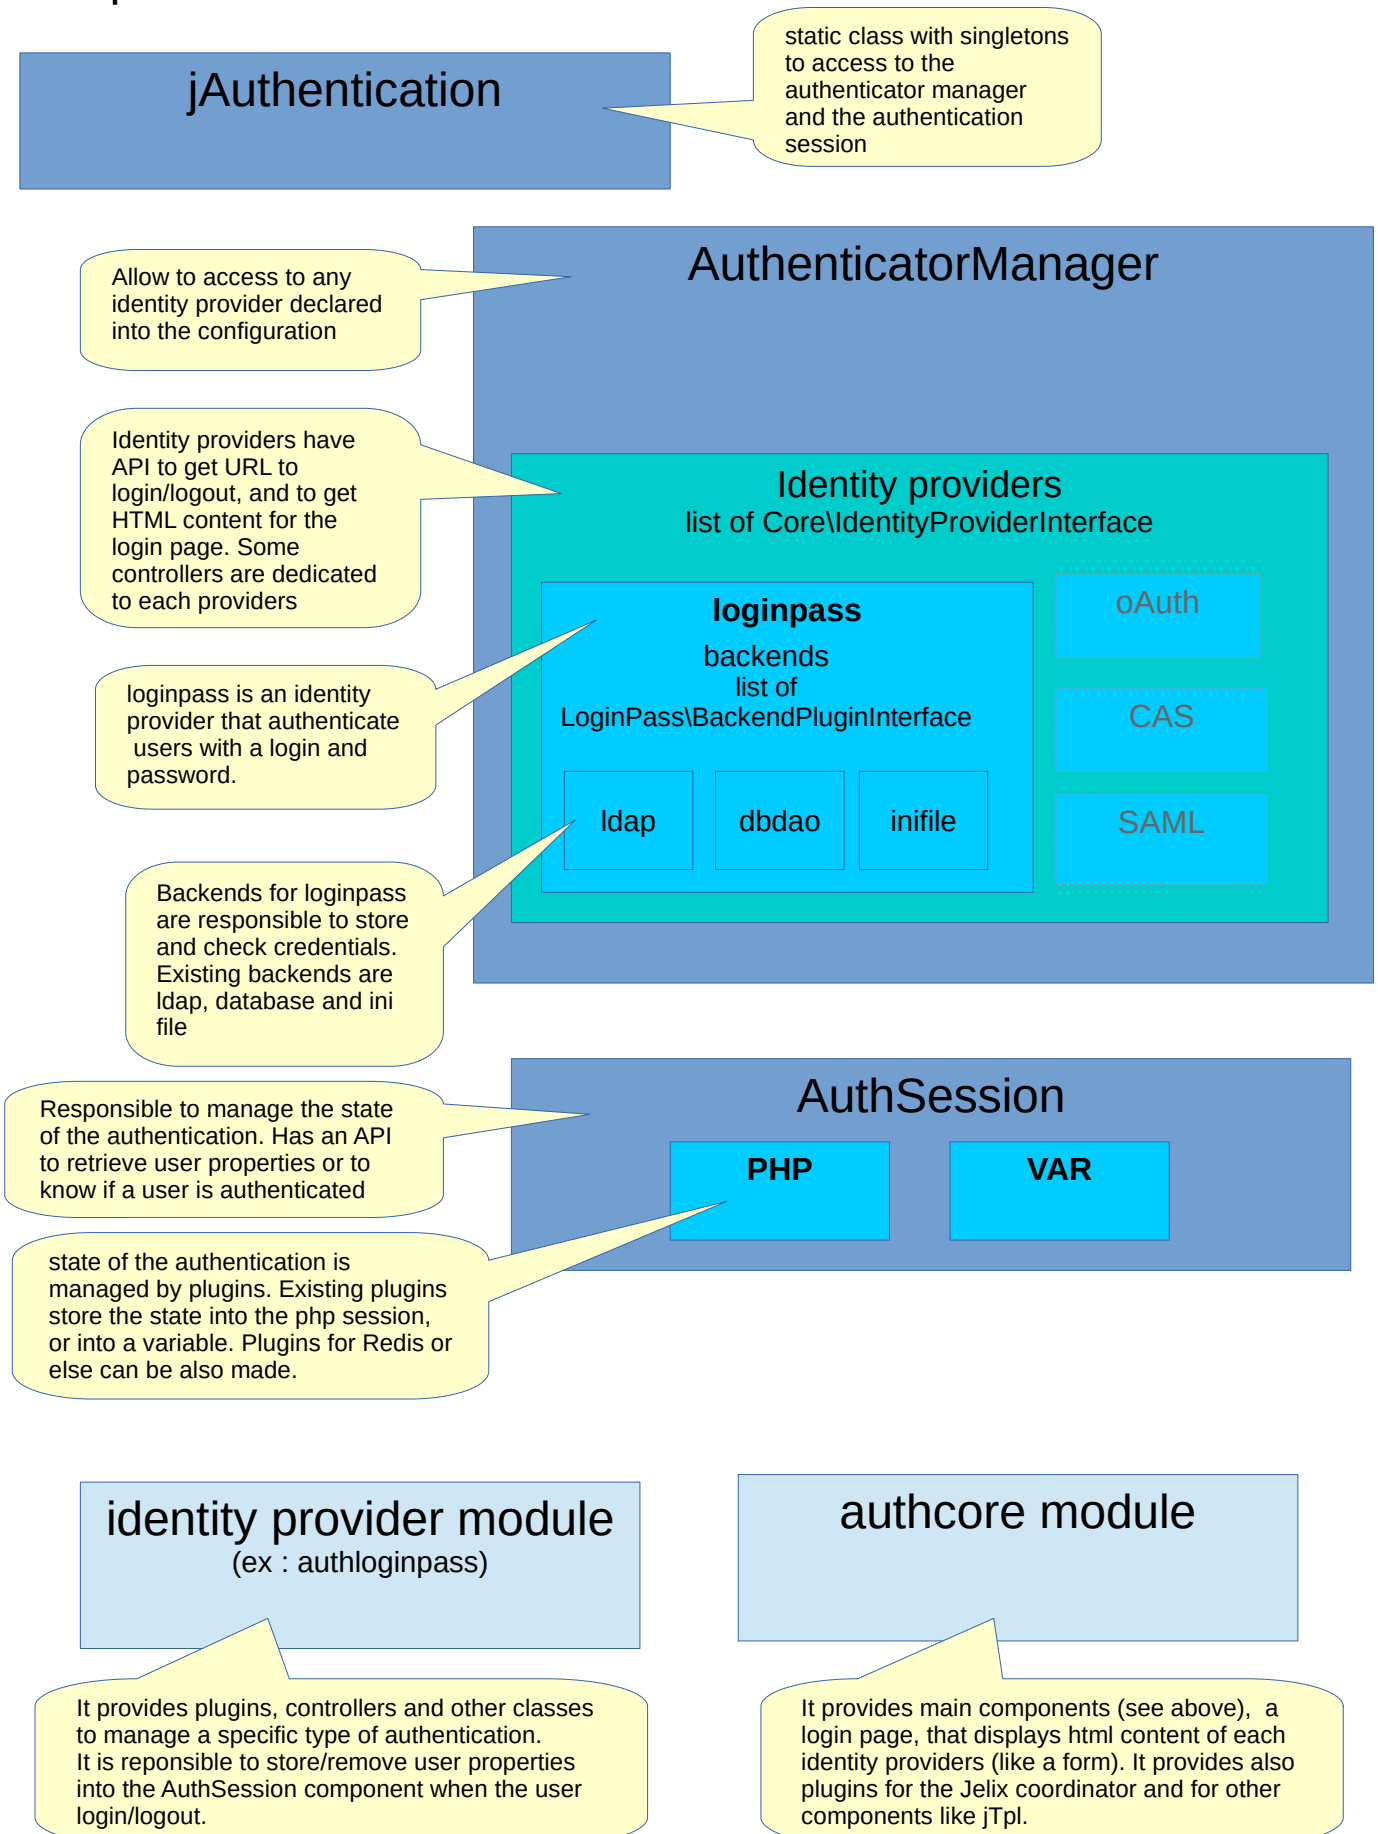 jAuthentication
static class with singletons
to access to the
authenticator manager
and the authentication
session
AuthenticatorManager
Allow to access to any
identity provider declared
into the configuration
Identity providers have
API to get URL to
login/logout, and to get
HTML content for the
login page. Some
controllers are dedicated
to each providers
Identity providers
list of Core\IdentityProviderInterface
loginpass
backends
list of
LoginPass\BackendPluginInterface
oAuth
CAS
SAML
loginpass is an identity
provider that authenticate
users with a login and
password.
ldap
dbdao
inifile
Backends for loginpass
are responsible to store
and check credentials.
Existing backends are
ldap, database and ini
file
AuthSession
PHP
VAR
Responsible to manage the state
of the authentication. Has an API
to retrieve user properties or to
know if a user is authenticated
state of the authentication is
managed by plugins. Existing plugins
store the state into the php session,
or into a variable. Plugins for Redis or
else can be also made.
identity provider module
(ex : authloginpass)
authcore module
It provides plugins, controllers and other classes
to manage a specific type of authentication.
It is reponsible to store/remove user properties
into the AuthSession component when the user
login/logout.
It provides main components (see above),  a
login page, that displays html content of each
identity providers (like a form). It provides also
plugins for the Jelix coordinator and for other
components like jTpl.